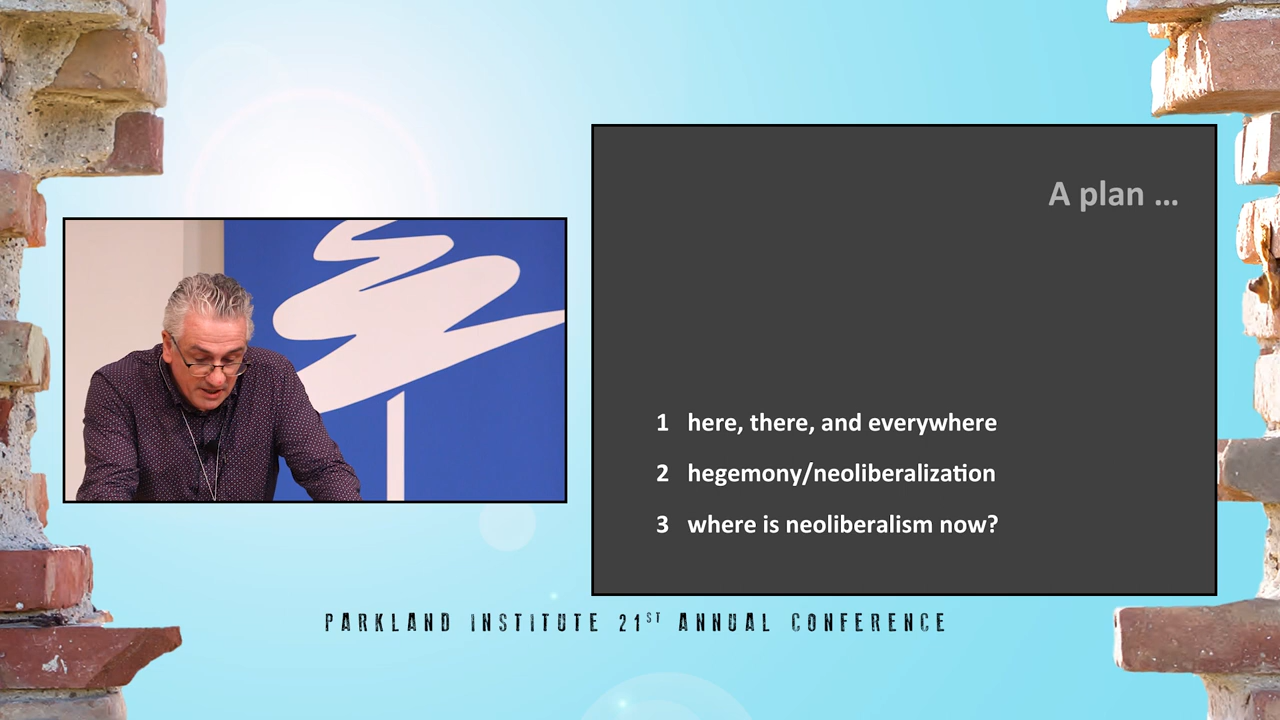 A plan ...
1 here, there, and everywhere
2 hegemony/neoliberalization
3 where is neoliberalism now?
PARKLAND INSTITUTE 21ST ANNUAL CONFERENCE